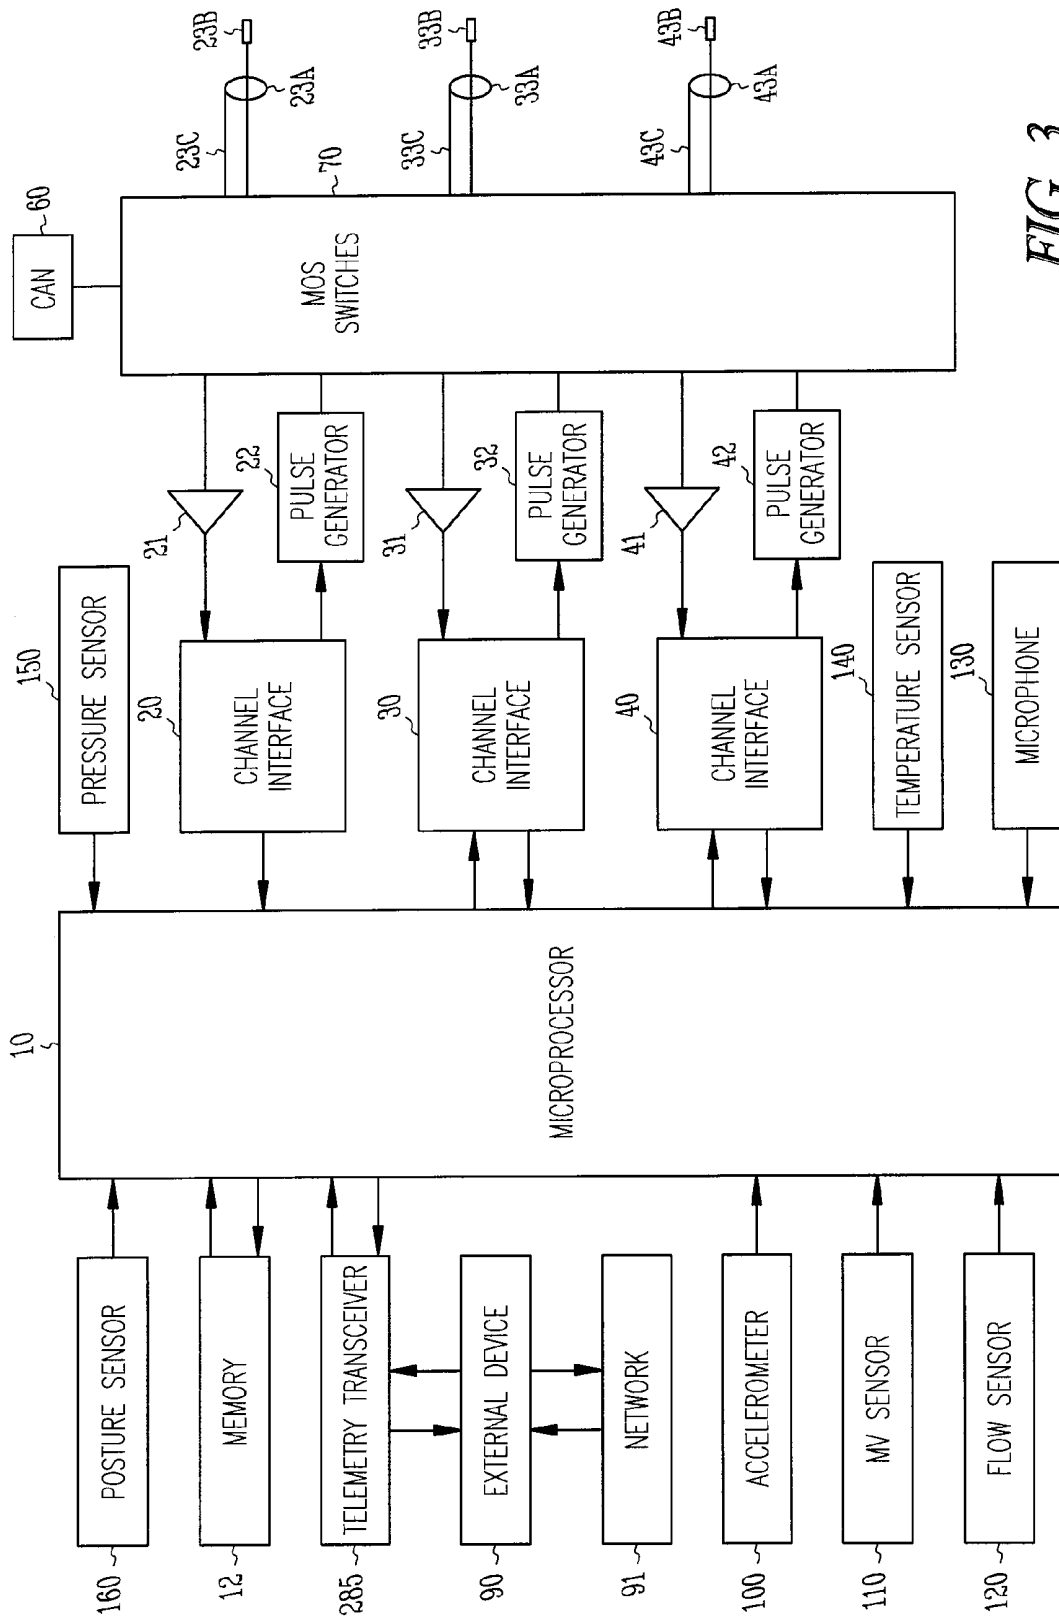 160
POSTURE SENSOR
12
MEMORY
285
TELEMETRY TRANSCEIVER
90
EXTERNAL DEVICE
91
NETWORK
100
ACCELEROMETER
110
MV SENSOR
120
FLOW SENSOR
10
MICROPROCESSOR
150
PRESSURE SENSOR
20
CHANNEL
INTERFACE
30
CHANNEL
INTERFACE
40
CHANNEL
INTERFACE
140
TEMPERATURE SENSOR
130
MICROPHONE
21
22
PULSE
GENERATOR
31
32
PULSE
GENERATOR
41
42
PULSE
GENERATOR
60
CAN
70
MOS
SWITCHES
23C
23A
23B
33C
33A
33B
43C
43A
43B
FIG. 3